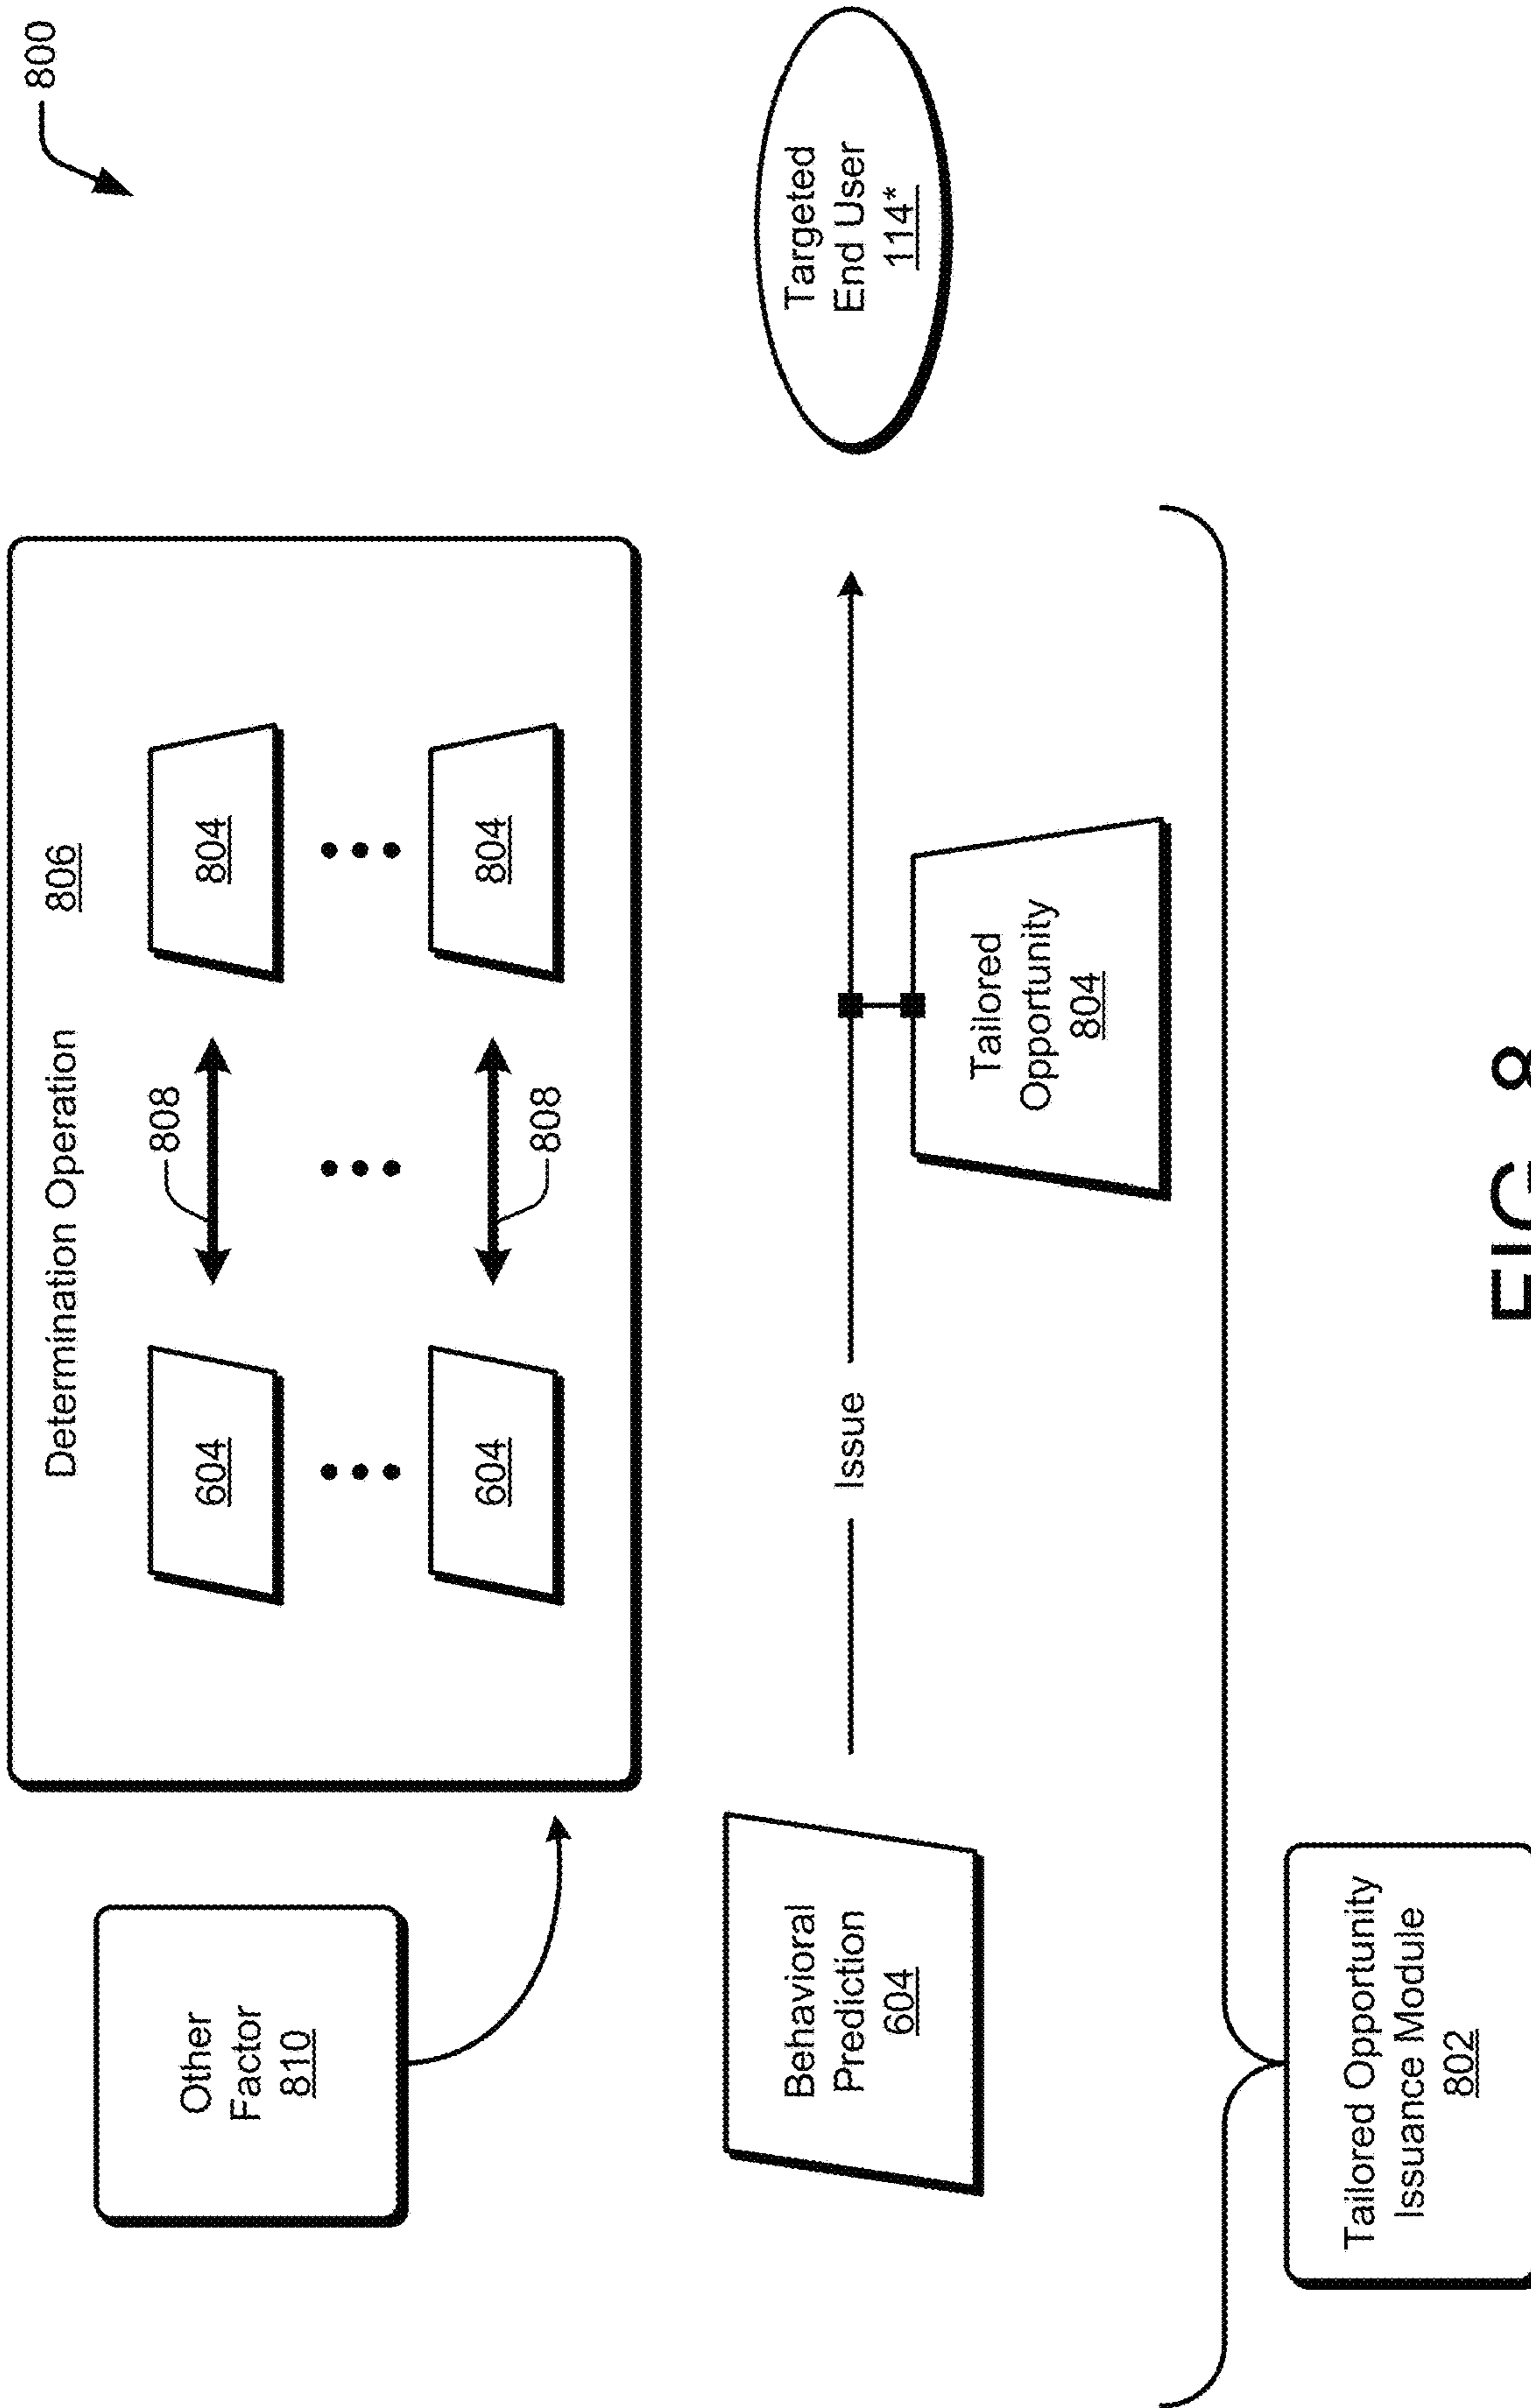 800
Determination Operation 806
604
808
804
604
808
804
Other
Factor
810
Behavioral
Prediction
604
Issue
Targeted
End User
114*
Tailored
Opportunity
804
Tailored Opportunity
Issuance Module
802
FIG. 8